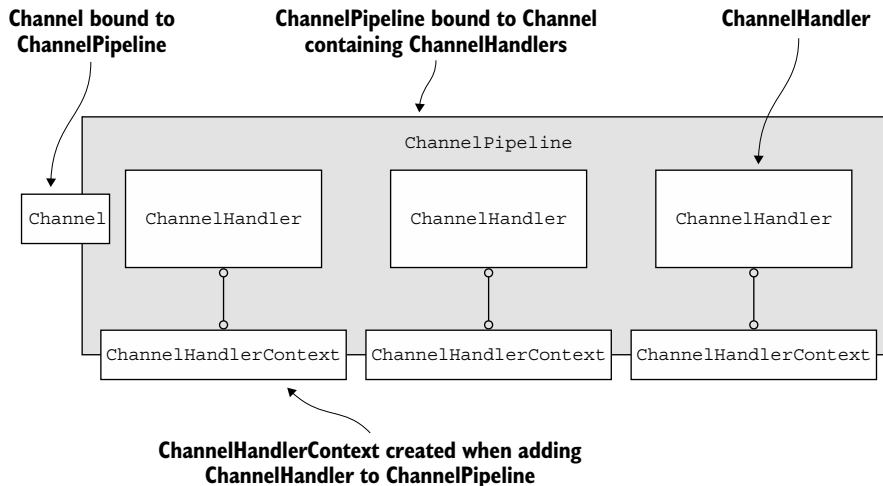 Channel bound to
ChannelPipeline
ChannelPipeline bound to Channel
containing ChannelHandlers
ChannelHandler
ChannelPipeline
Channel
ChannelHandler
ChannelHandler
ChannelHandler
ChannelHandlerContext
ChannelHandlerContext
ChannelHandlerContext
ChannelHandlerContext created when adding
ChannelHandler to ChannelPipeline